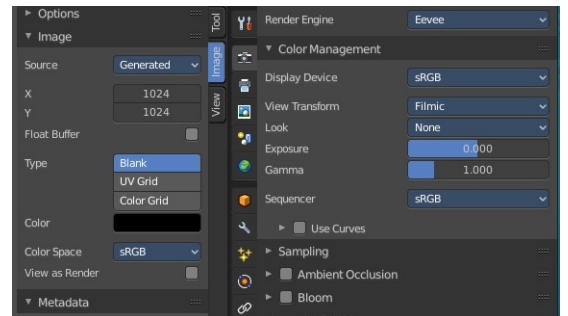 Options
Image
Source Generated
X 1024
Y 1024
Float Buffer
Type Blank
UV Grid
Color Grid
Color
Color Space sRGB
View as Render
Metadata
Tool
Image
View
Render Engine Eevee
Color Management
Display Device sRGB
View Transform Filmic
Look None
Exposure 0.000
Gamma 1.000
Sequencer sRGB
Use Curves
Sampling
Ambient Occlusion
Bloom